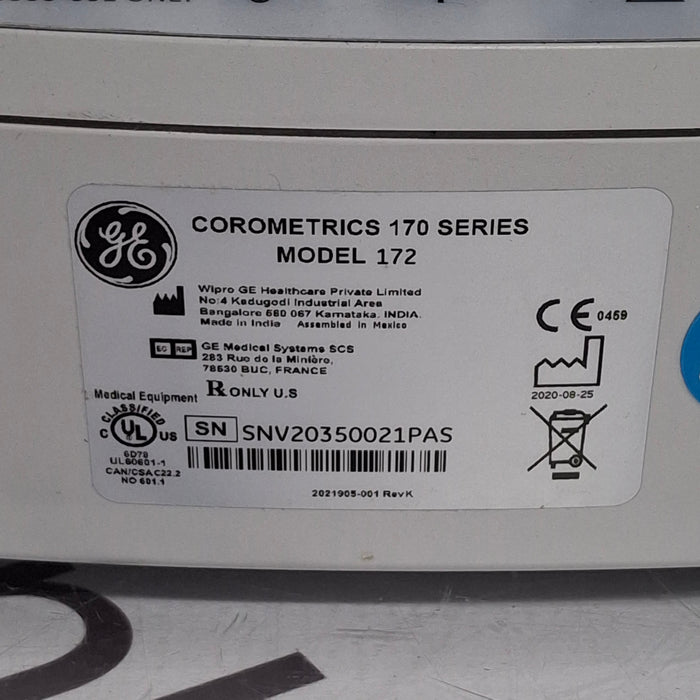 GE
COROMETRICS 170 SERIES
MODEL 172
Wipro GE Healthcare Private Limited
No:4 Kadugodi Industrial Area
Bangalore 560 067 Karnataka. INDIA.
Made in India Assembled in Mexico
EC REP GE Medical Systems SCS
283 Rue de la Minière,
78530 BUC, FRANCE
CE 0459
2020-08-25
Medical Equipment Rx ONLY U.S
CLASSIFIED
C UL US
6D78
UL60601-1
CAN/CSA C22.2
NO 601.1
SN SNV20350021PAS
2021905-001 Rev K